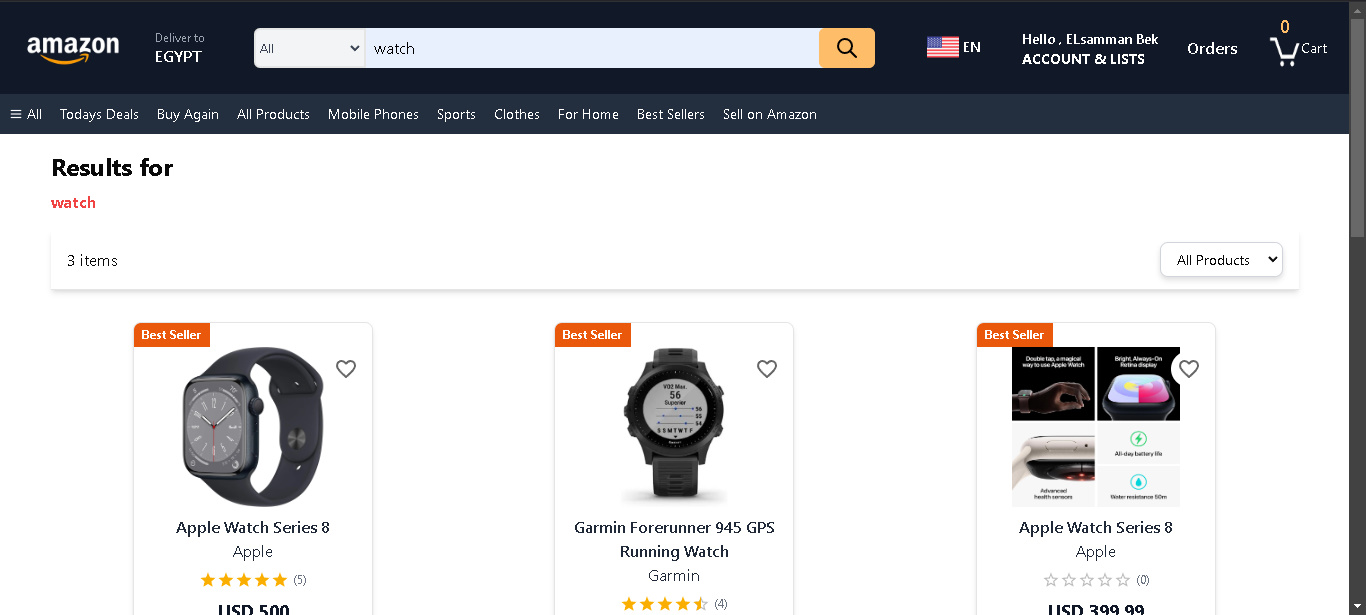 amazon
Deliver to
EGYPT
All
watch
EN
Hello , ELsamman Bek
ACCOUNT & LISTS
Orders
0
Cart
All
Todays Deals
Buy Again
All Products
Mobile Phones
Sports
Clothes
For Home
Best Sellers
Sell on Amazon
Results for
watch
3 items
All Products
Best Seller
Apple Watch Series 8
Apple
(5)
USD 500
Best Seller
VO2 Max.
56
Superior
56
55
54
S S M T W T F
Garmin Forerunner 945 GPS
Running Watch
Garmin
(4)
Best Seller
Double tap, a magical
way to use Apple Watch
Bright, Always-On
Retina display
All-day battery life
Advanced
health sensors
Water resistance 50m
Apple Watch Series 8
Apple
(0)
USD 399.99